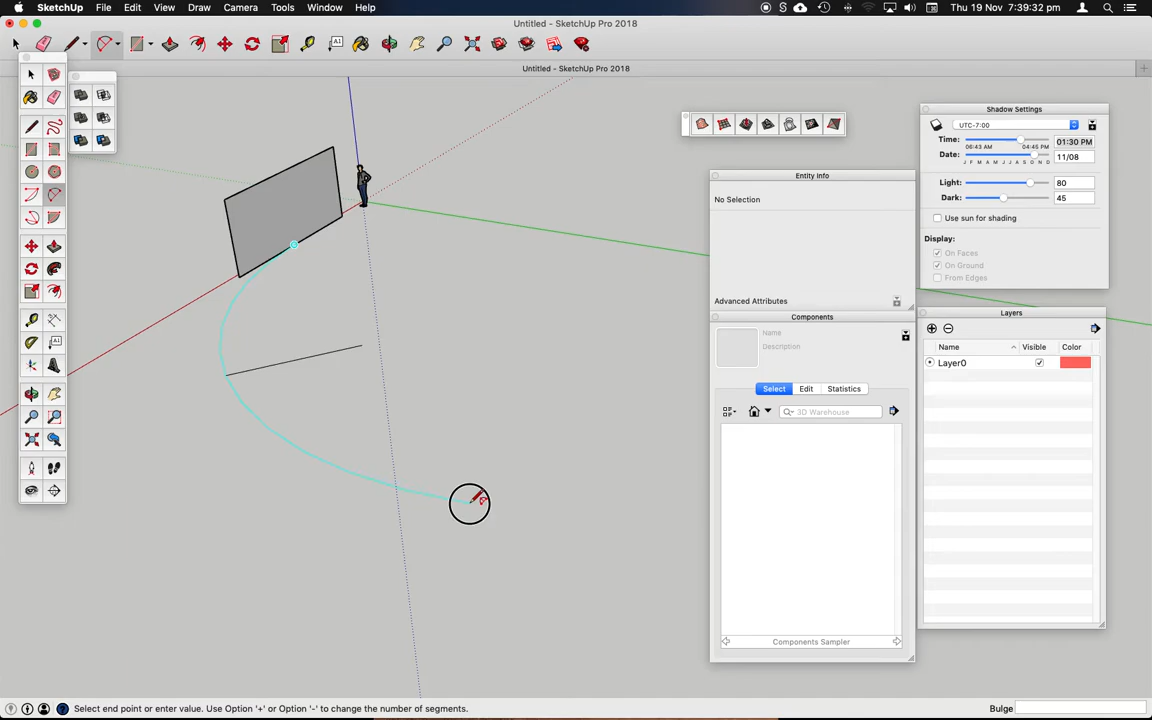 SketchUp File Edit View Draw Camera Tools Window Help Thu 19 Nov 7:39:32 pm
Untitled - SketchUp Pro 2018
Untitled - SketchUp Pro 2018
A1
A1
Shadow Settings
UTC-7:00
Time: 01:30 PM
06:43 AM 04:45 PM
Date: 11/08
J F M A M J J A S O N D
Light: 80
Dark: 45
Use sun for shading
Display:
On Faces
On Ground
From Edges
Entity Info
No Selection
Advanced Attributes
Components
Name
Description
Select Edit Statistics
3D Warehouse
Components Sampler
Layers
Name Visible Color
Layer0
Select end point or enter value. Use Option '+' or Option '-' to change the number of segments. Bulge